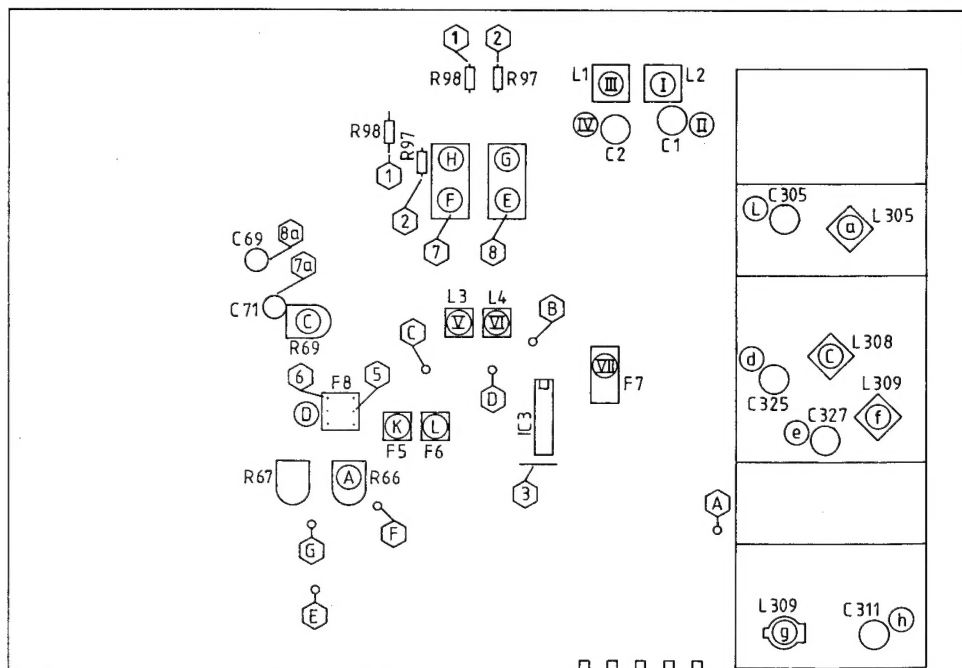 1 2
R98 R97
L1 III I L2
IV C2 C1 II
R98 R97
1
2
H G
F E
7 8
L C305
a L305
C69 8a
7a
C71
C
R69
L3 L4
V VI
B
C
D
VII
F7
6 F8 5
D
K L
F5 F6
IC3
3
R67 A R66
F
G
E
A
d C325
C L308
L309
f
e C327
L309
g
C311 h